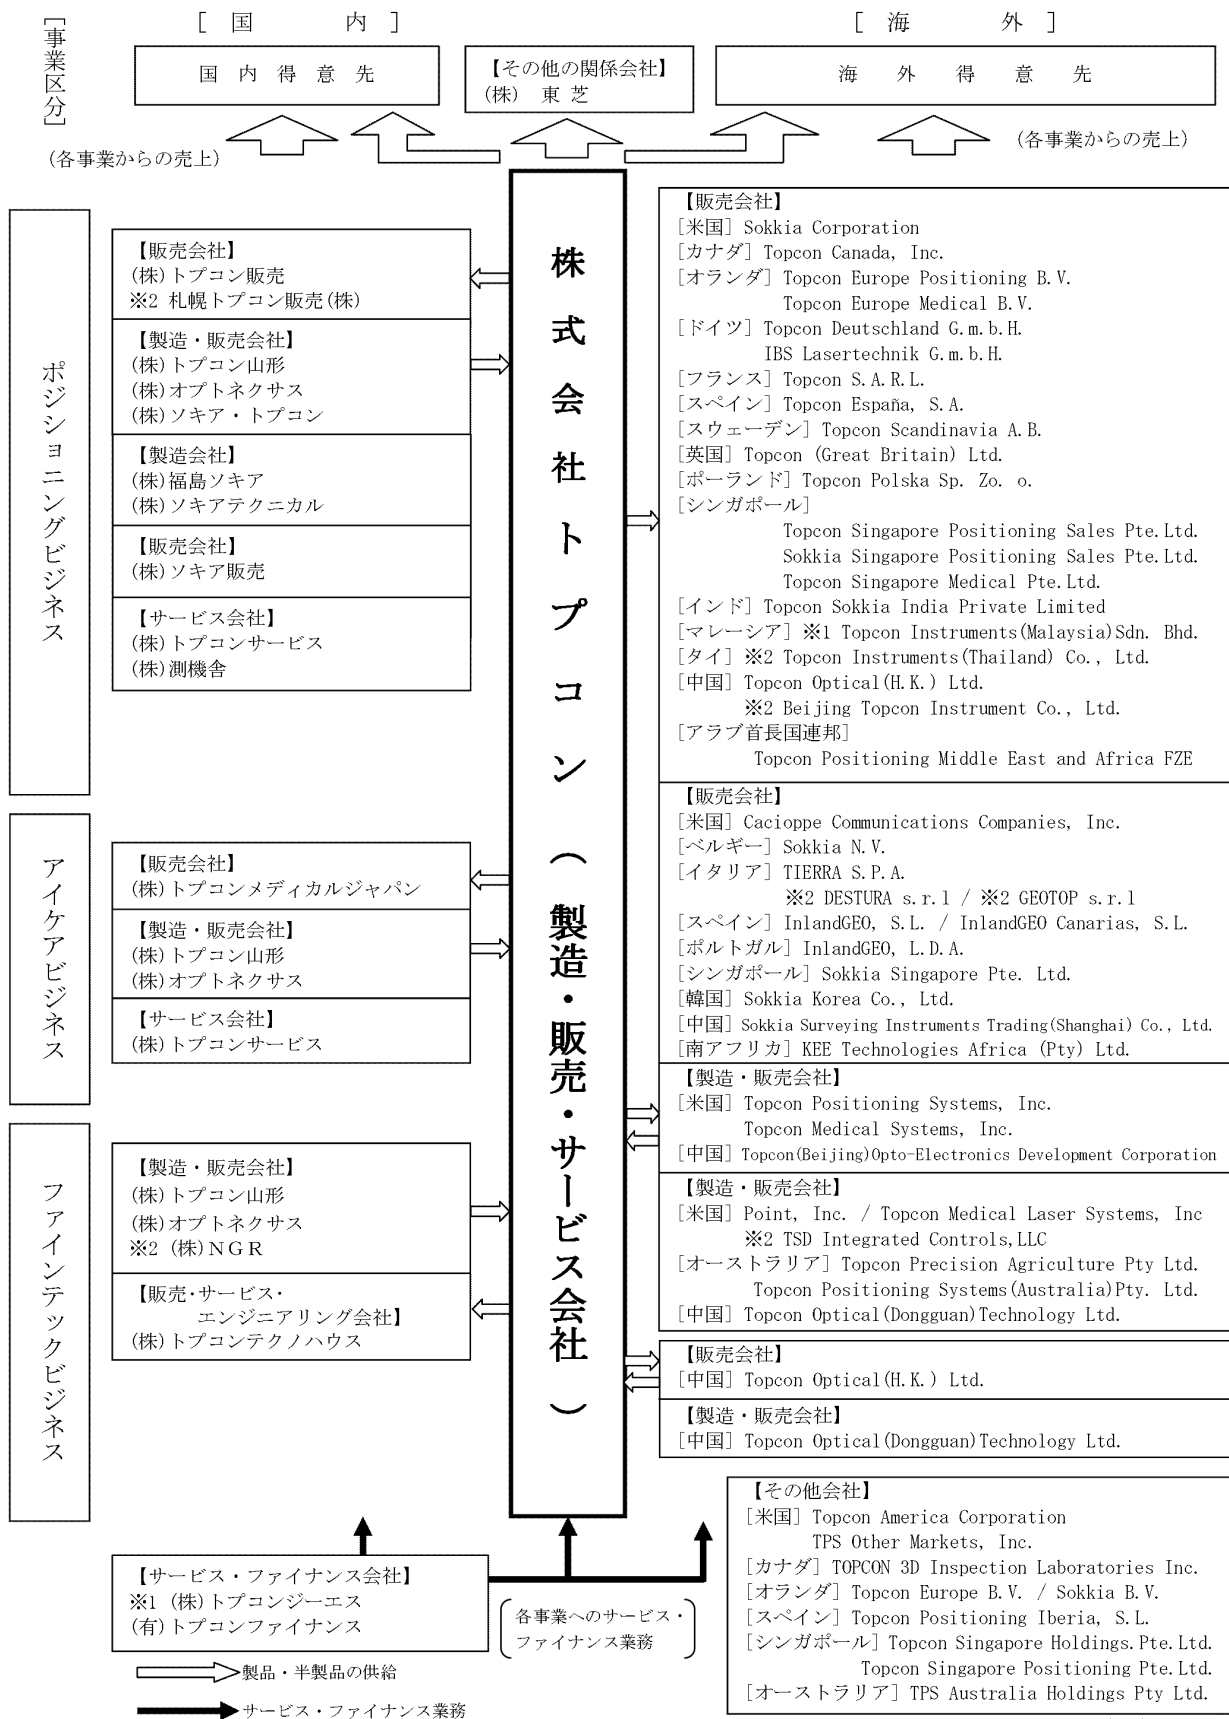 [事業区分]
[ 国 内 ]
[ 海 外 ]
国 内 得 意 先
【その他の関係会社】
(株) 東 芝
海 外 得 意 先
(各事業からの売上)
(各事業からの売上)
株式会社トプコン(製造・販売・サービス会社)
ポジショニングビジネス
【販売会社】
(株)トプコン販売
※2 札幌トプコン販売(株)
【製造・販売会社】
(株)トプコン山形
(株)オプトネクサス
(株)ソキア・トプコン
【製造会社】
(株)福島ソキア
(株)ソキアテクニカル
【販売会社】
(株)ソキア販売
【サービス会社】
(株)トプコンサービス
(株)測機舎
アイケアビジネス
【販売会社】
(株)トプコンメディカルジャパン
【製造・販売会社】
(株)トプコン山形
(株)オプトネクサス
【サービス会社】
(株)トプコンサービス
ファインテックビジネス
【製造・販売会社】
(株)トプコン山形
(株)オプトネクサス
※2 (株)NGR
【販売・サービス・
エンジニアリング会社】
(株)トプコンテクノハウス
【販売会社】
[米国] Sokkia Corporation
[カナダ] Topcon Canada, Inc.
[オランダ] Topcon Europe Positioning B.V.
Topcon Europe Medical B.V.
[ドイツ] Topcon Deutschland G.m.b.H.
IBS Lasertechnik G.m.b.H.
[フランス] Topcon S.A.R.L.
[スペイン] Topcon España, S.A.
[スウェーデン] Topcon Scandinavia A.B.
[英国] Topcon (Great Britain) Ltd.
[ポーランド] Topcon Polska Sp. Zo. o.
[シンガポール]
Topcon Singapore Positioning Sales Pte.Ltd.
Sokkia Singapore Positioning Sales Pte.Ltd.
Topcon Singapore Medical Pte.Ltd.
[インド] Topcon Sokkia India Private Limited
[マレーシア] ※1 Topcon Instruments(Malaysia)Sdn. Bhd.
[タイ] ※2 Topcon Instruments(Thailand) Co., Ltd.
[中国] Topcon Optical(H.K.) Ltd.
※2 Beijing Topcon Instrument Co., Ltd.
[アラブ首長国連邦]
Topcon Positioning Middle East and Africa FZE
【販売会社】
[米国] Cacioppe Communications Companies, Inc.
[ベルギー] Sokkia N.V.
[イタリア] TIERRA S.P.A.
※2 DESTURA s.r.l / ※2 GEOTOP s.r.l
[スペイン] InlandGEO, S.L. / InlandGEO Canarias, S.L.
[ポルトガル] InlandGEO, L.D.A.
[シンガポール] Sokkia Singapore Pte. Ltd.
[韓国] Sokkia Korea Co., Ltd.
[中国] Sokkia Surveying Instruments Trading(Shanghai) Co., Ltd.
[南アフリカ] KEE Technologies Africa (Pty) Ltd.
【製造・販売会社】
[米国] Topcon Positioning Systems, Inc.
Topcon Medical Systems, Inc.
[中国] Topcon(Beijing)Opto-Electronics Development Corporation
【製造・販売会社】
[米国] Point, Inc. / Topcon Medical Laser Systems, Inc
※2 TSD Integrated Controls,LLC
[オーストラリア] Topcon Precision Agriculture Pty Ltd.
Topcon Positioning Systems(Australia)Pty. Ltd.
[中国] Topcon Optical(Dongguan)Technology Ltd.
【販売会社】
[中国] Topcon Optical(H.K.) Ltd.
【製造・販売会社】
[中国] Topcon Optical(Dongguan)Technology Ltd.
【その他会社】
[米国] Topcon America Corporation
TPS Other Markets, Inc.
[カナダ] TOPCON 3D Inspection Laboratories Inc.
[オランダ] Topcon Europe B.V. / Sokkia B.V.
[スペイン] Topcon Positioning Iberia, S.L.
[シンガポール] Topcon Singapore Holdings.Pte.Ltd.
Topcon Singapore Positioning Pte.Ltd.
[オーストラリア] TPS Australia Holdings Pty Ltd.
【サービス・ファイナンス会社】
※1 (株)トプコンジーエス
(有)トプコンファイナンス
各事業へのサービス・
ファイナンス業務
製品・半製品の供給
サービス・ファイナンス業務